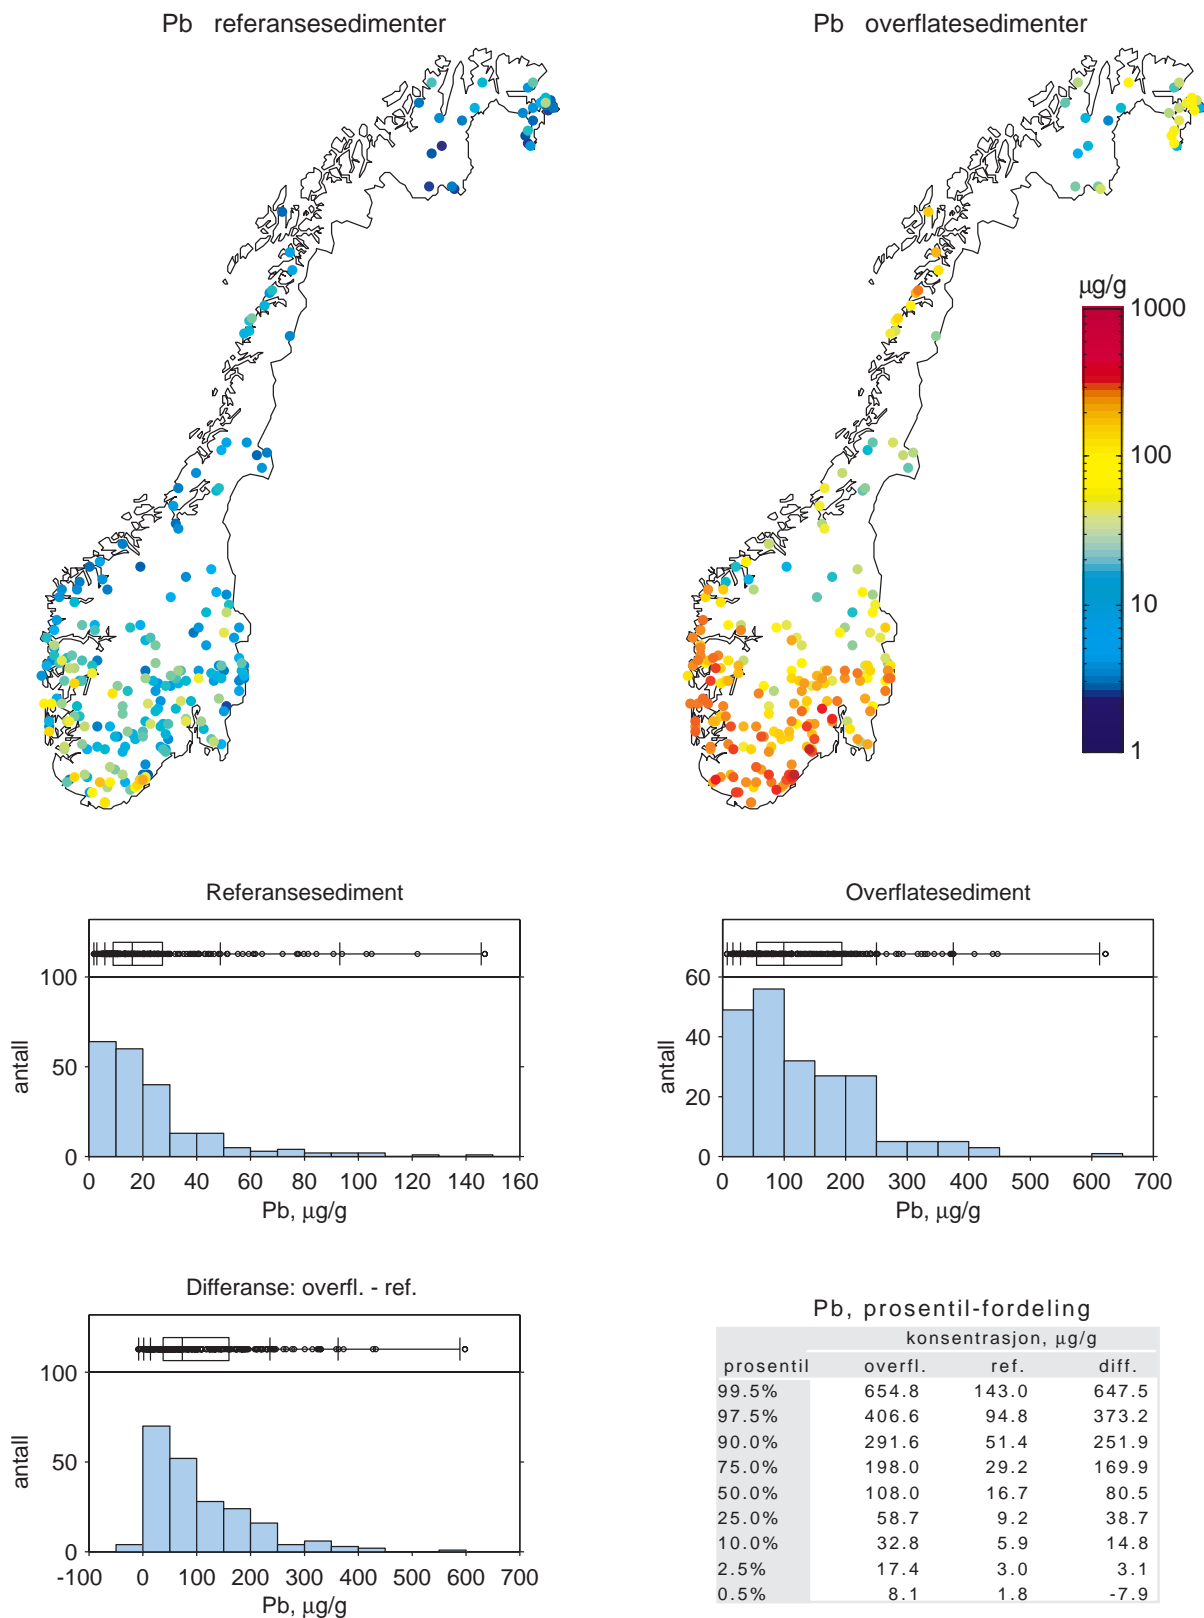 Pb referansesedimenter
Pb overflatesedimenter
µg/g
1000
100
10
1
Referansesediment
100
50
0
antall
0 20 40 60 80 100 120 140 160
Pb, µg/g
Overflatesediment
60
40
20
0
antall
0 100 200 300 400 500 600 700
Pb, µg/g
Differanse: overfl. - ref.
100
50
0
antall
-100 0 100 200 300 400 500 600 700
Pb, µg/g
Pb, prosentil-fordeling
konsentrasjon, µg/g
prosentil overfl. ref. diff.
99.5% 654.8 143.0 647.5
97.5% 406.6 94.8 373.2
90.0% 291.6 51.4 251.9
75.0% 198.0 29.2 169.9
50.0% 108.0 16.7 80.5
25.0% 58.7 9.2 38.7
10.0% 32.8 5.9 14.8
2.5% 17.4 3.0 3.1
0.5% 8.1 1.8 -7.9